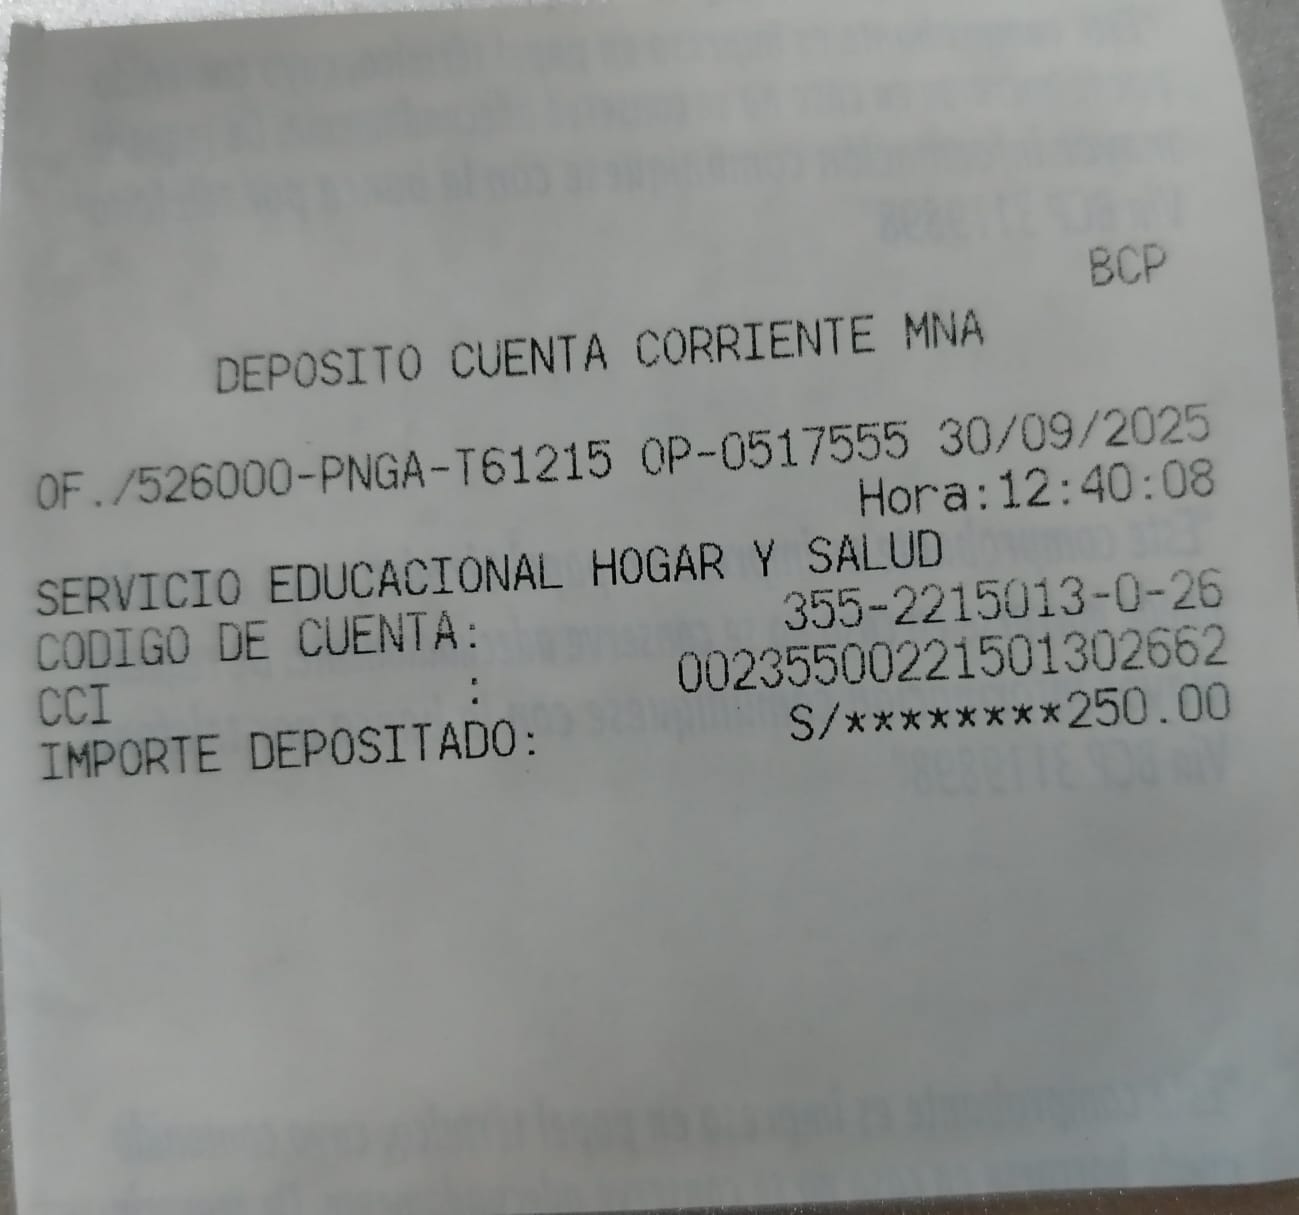 BCP
DEPOSITO CUENTA CORRIENTE MNA
OF./526000-PNGA-T61215 OP-0517555 30/09/2025
Hora:12:40:08
SERVICIO EDUCACIONAL HOGAR Y SALUD
CODIGO DE CUENTA: 355-2215013-0-26
CCI : 00235500221501302662
IMPORTE DEPOSITADO: S/********250.00